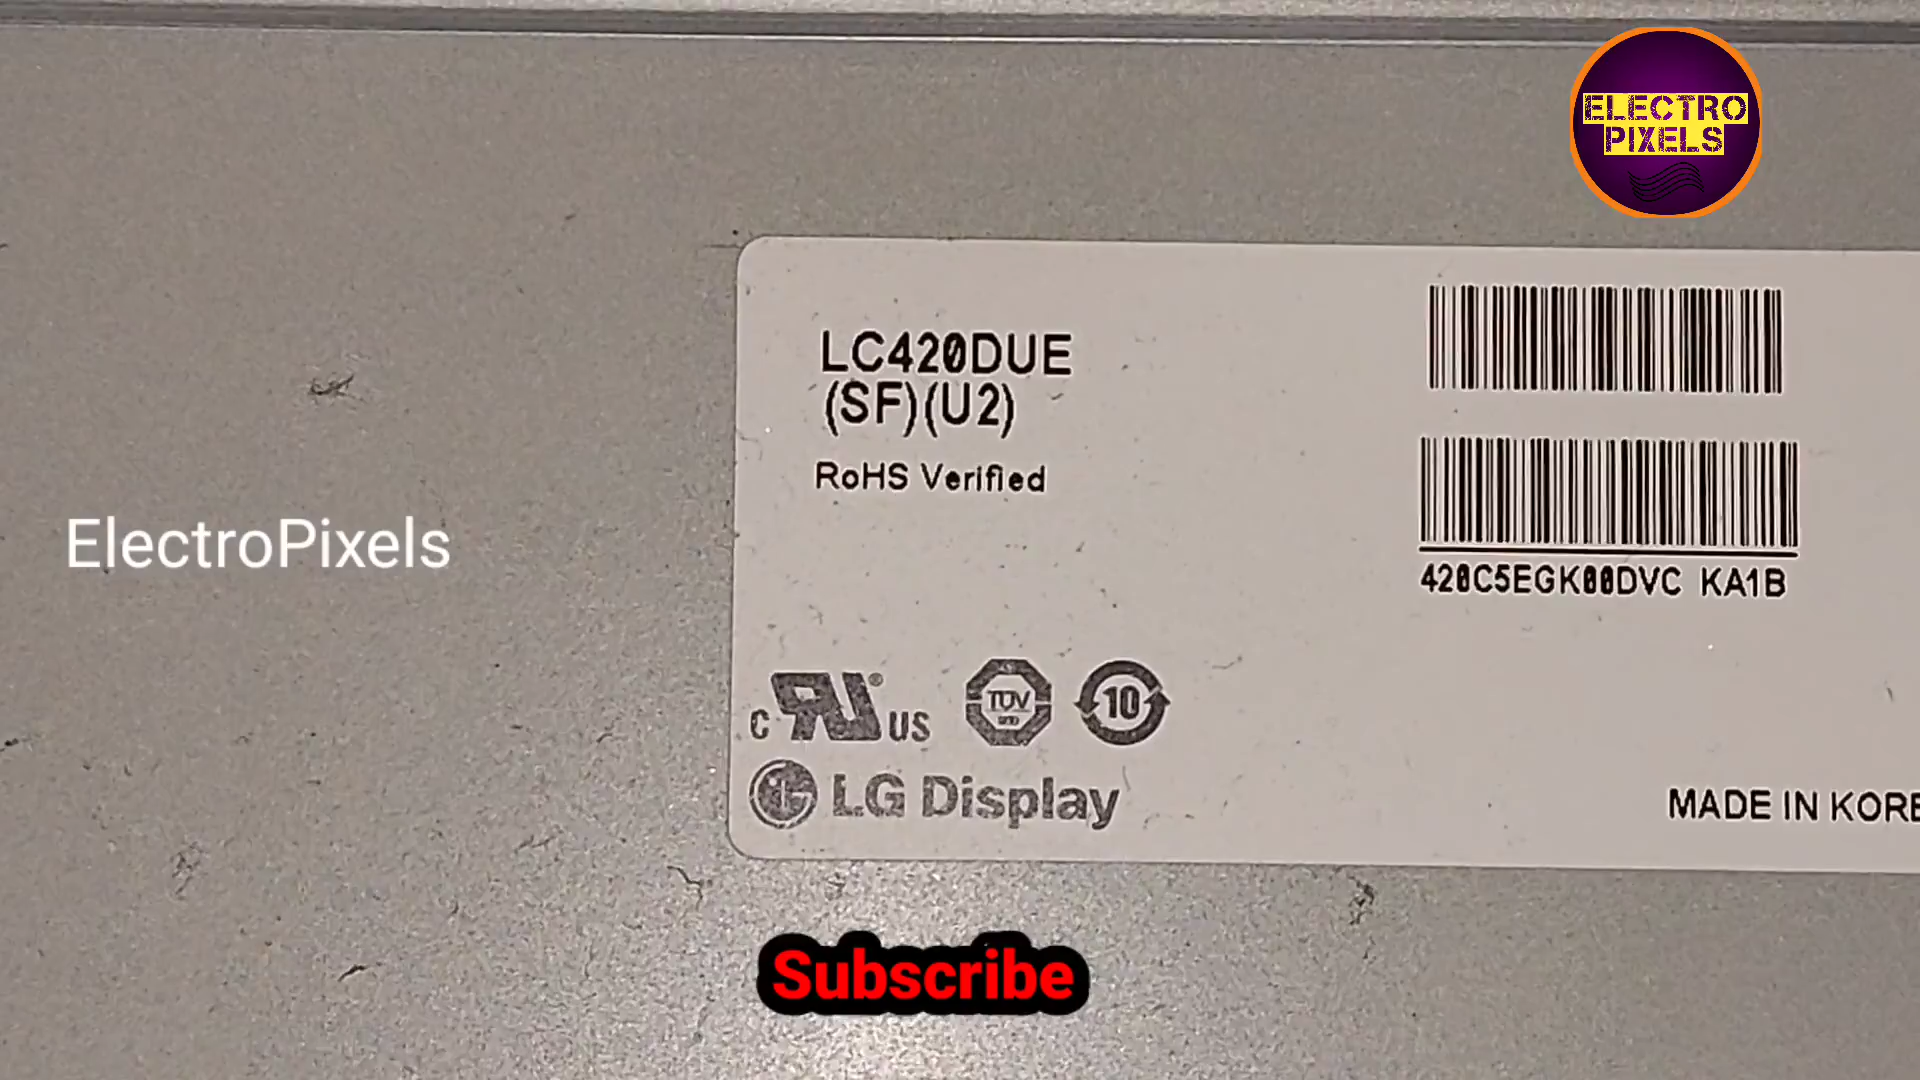 ELECTRO
PIXELS
LC420DUE
(SF)(U2)
RoHS Verified
ElectroPixels
420C5EGK00DVC KA1B
c RU US
TÜV
10
LG Display
MADE IN KORE
Subscribe